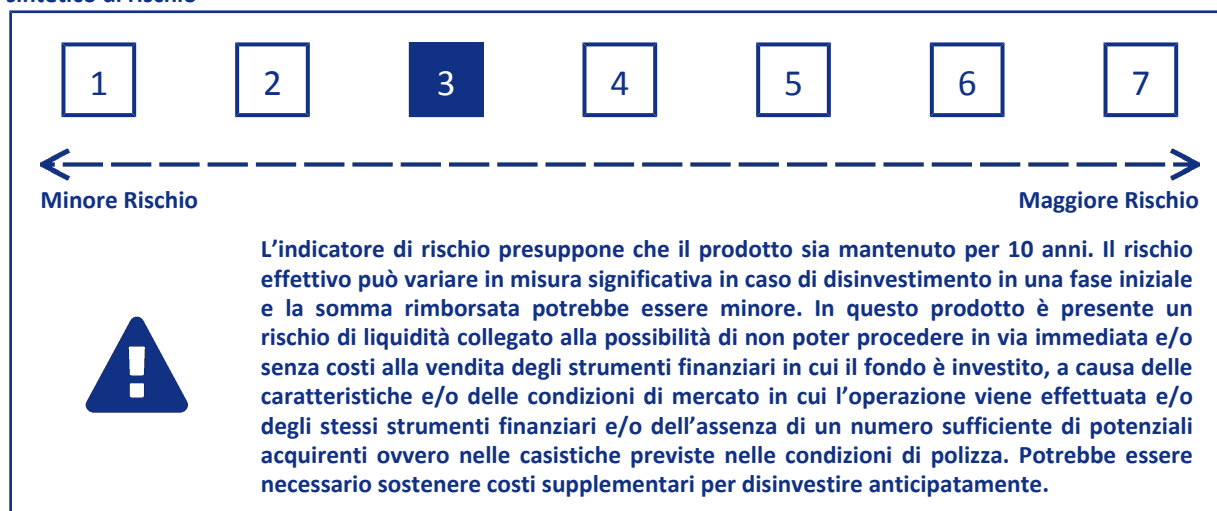 sintetico di rischio
1 2 3 4 5 6 7
Minore Rischio Maggiore Rischio
L’indicatore di rischio presuppone che il prodotto sia mantenuto per 10 anni. Il rischio
effettivo può variare in misura significativa in caso di disinvestimento in una fase iniziale
e la somma rimborsata potrebbe essere minore. In questo prodotto è presente un
rischio di liquidità collegato alla possibilità di non poter procedere in via immediata e/o
senza costi alla vendita degli strumenti finanziari in cui il fondo è investito, a causa delle
caratteristiche e/o delle condizioni di mercato in cui l’operazione viene effettuata e/o
degli stessi strumenti finanziari e/o dell’assenza di un numero sufficiente di potenziali
acquirenti ovvero nelle casistiche previste nelle condizioni di polizza. Potrebbe essere
necessario sostenere costi supplementari per disinvestire anticipatamente.